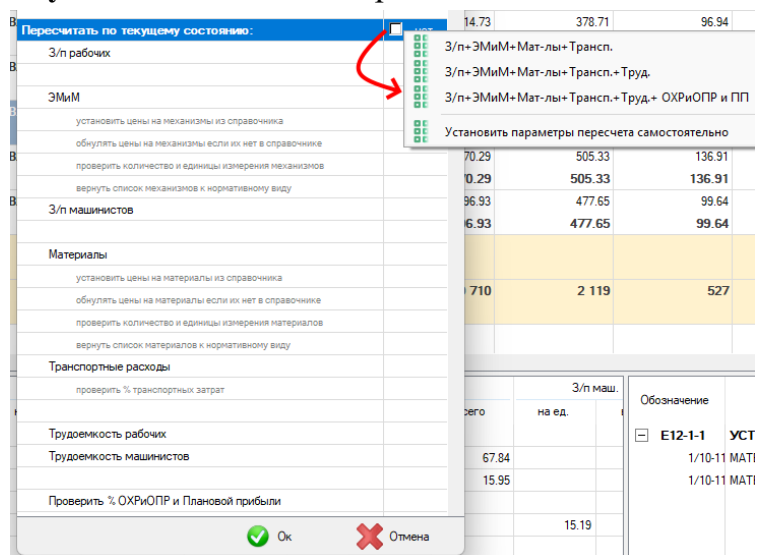 Пересчитать по текущему состоянию:
З/п рабочих
ЭМиМ
установить цены на механизмы из справочника
обнулять цены на механизмы если их нет в справочнике
проверить количество и единицы измерения механизмов
вернуть список механизмов к нормативному виду
З/п машинистов
Материалы
установить цены на материалы из справочника
обнулять цены на материалы если их нет в справочнике
проверить количество и единицы измерения материалов
вернуть список материалов к нормативному виду
Транспортные расходы
проверить % транспортных затрат
Трудоемкость рабочих
Трудоемкость машинистов
Проверить % ОХРиОПР и Плановой прибыли
Ок Отмена
З/п+ЭМиМ+Мат-лы+Трансп.
З/п+ЭМиМ+Мат-лы+Трансп.+Труд.
З/п+ЭМиМ+Мат-лы+Трансп.+Труд.+ ОХРиОПР и ПП
Установить параметры пересчета самостоятельно
14.73 378.71 96.94
70.29 505.33 136.91
0.29 505.33 136.91
96.93 477.65 99.64
6.93 477.65 99.64
710 2 119 527
З/п маш.
Обозначение
сего на ед.
Е12-1-1 УСТ
67.84 1/10-11 МАТЕ
15.95 1/10-11 МАТЕ
15.19